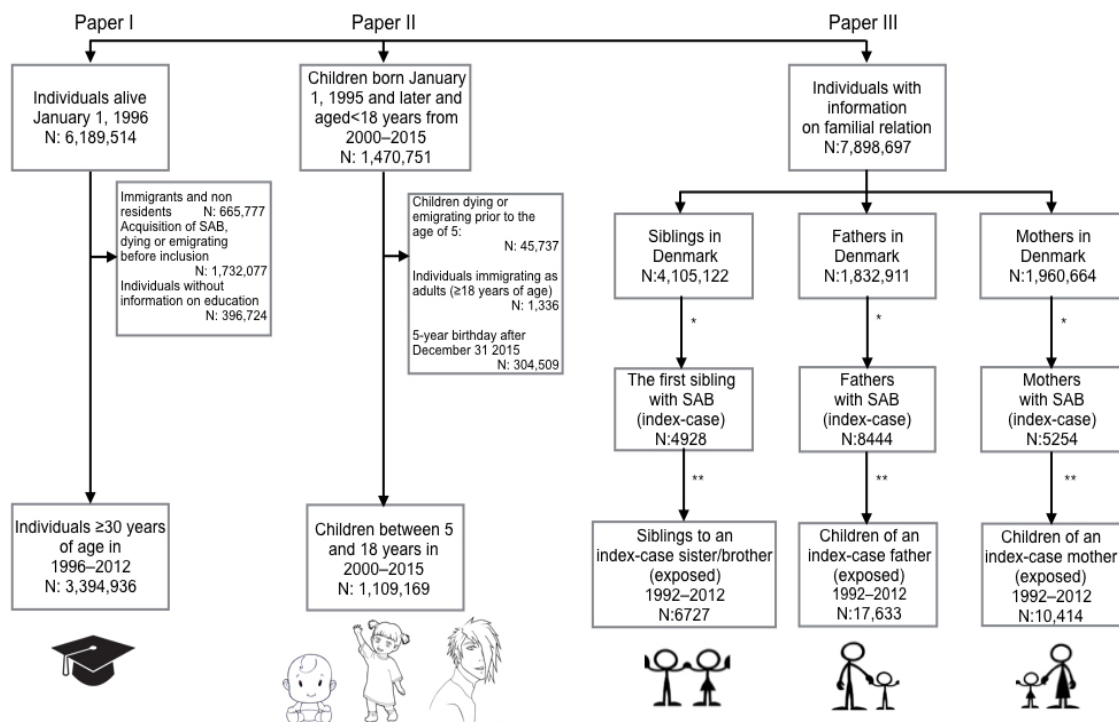 Paper I
Paper II
Paper III
Individuals alive
January 1, 1996
N: 6,189,514
Immigrants and non
residents N: 665,777
Acquisition of SAB,
dying or emigrating
before inclusion
N: 1,732,077
Individuals without
information on education
N: 396,724
Individuals ≥30 years
of age in
1996–2012
N: 3,394,936
Children born January
1, 1995 and later and
aged<18 years from
2000–2015
N: 1,470,751
Children dying or
emigrating prior to the
age of 5:
N: 45,737
Individuals immigrating as
adults (≥18 years of age)
N: 1,336
5-year birthday after
December 31 2015
N: 304,509
Children between 5
and 18 years in
2000–2015
N: 1,109,169
Individuals with
information
on familial relation
N:7,898,697
Siblings in
Denmark
N:4,105,122
*
The first sibling
with SAB
(index-case)
N:4928
**
Siblings to an
index-case sister/brother
(exposed)
1992–2012
N:6727
Fathers in
Denmark
N:1,832,911
*
Fathers
with SAB
(index-case)
N:8444
**
Children of an
index-case father
(exposed)
1992–2012
N:17,633
Mothers in
Denmark
N:1,960,664
*
Mothers
with SAB
(index-case)
N:5254
**
Children of an
index-case mother
(exposed)
1992–2012
N:10,414